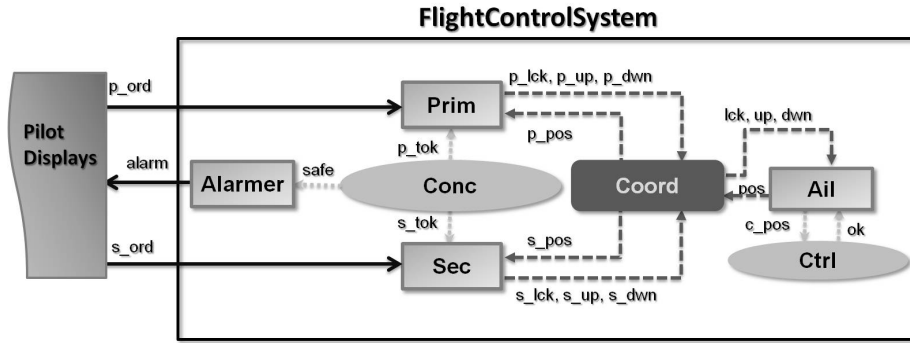 FlightControlSystem
p_ord
Prim
p_lck, p_up, p_dwn
lck, up, dwn
p_pos
Pilot
Displays
p_tok
alarm
safe
Alarmer
Conc
Coord
pos
Ail
s_tok
c_pos
ok
s_ord
s_pos
Sec
Ctrl
s_lck, s_up, s_dwn